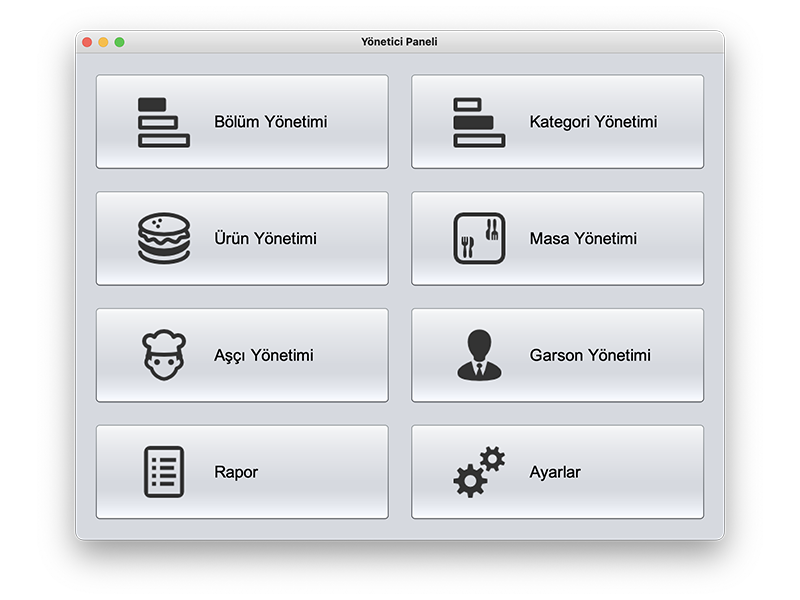 Yönetici Paneli
Bölüm Yönetimi
Kategori Yönetimi
Ürün Yönetimi
Masa Yönetimi
Aşçı Yönetimi
Garson Yönetimi
Rapor
Ayarlar